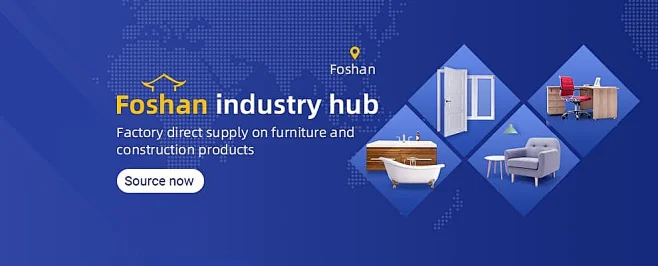 Foshan
Foshan industry hub
Factory direct supply on furniture and
construction products
Source now